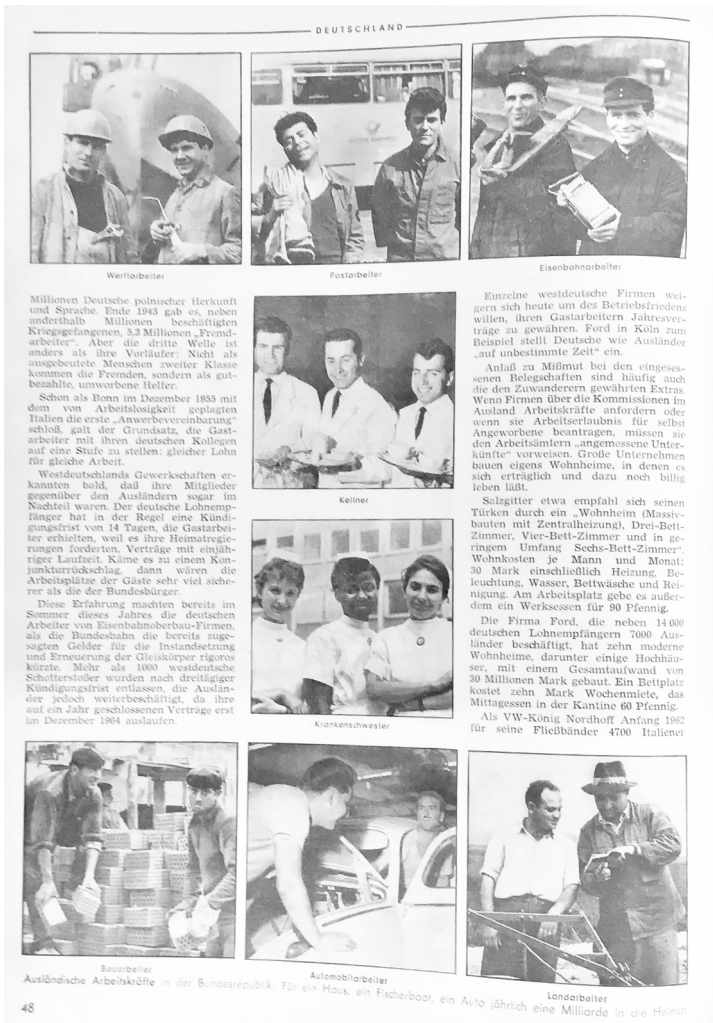 DEUTSCHLAND
Werftarbeiter
Postarbeiter
Eisenbahnarbeiter
Millionen Deutsche polnischer Herkunft
und Sprache. Ende 1943 gab es, neben
anderthalb Millionen beschäftigten
Kriegsgefangenen, 5,3 Millionen „Fremd-
arbeiter“. Aber die dritte Welle ist
anders als ihre Vorläufer: Nicht als
ausgebeutete Menschen zweiter Klasse
kommen die Fremden, sondern als gut-
bezahlte, umworbene Helfer.
Schon als Bonn im Dezember 1955 mit
dem von Arbeitslosigkeit geplagten
Italien die erste „Anwerbevereinbarung“
schloß, galt der Grundsatz, die Gast-
arbeiter mit ihren deutschen Kollegen
auf eine Stufe zu stellen: gleicher Lohn
für gleiche Arbeit.
Westdeutschlands Gewerkschaften er-
kannten bald, daß ihre Mitglieder
gegenüber den Ausländern sogar im
Nachteil waren. Der deutsche Lohnemp-
fänger hat in der Regel eine Kündi-
gungsfrist von 14 Tagen, die Gastarbei-
ter erhielten, weil es ihre Heimatregie-
rungen forderten, Verträge mit einjäh-
riger Laufzeit. Käme es zu einem Kon-
junkturrückschlag, dann wären die
Arbeitsplätze der Gäste sehr viel siche-
rer als die der Bundesbürger.
Diese Erfahrung machten bereits im
Sommer dieses Jahres die deutschen
Arbeiter von Eisenbahnoberbau-Firmen,
als die Bundesbahn die bereits zuge-
sagten Gelder für die Instandsetzung
und Erneuerung der Gleiskörper rigoros
kürzte. Mehr als 1000 westdeutsche
Schotterstoßer wurden nach dreitägiger
Kündigungsfrist entlassen, die Auslän-
der jedoch weiterbeschäftigt, da ihre
auf ein Jahr geschlossenen Verträge erst
im Dezember 1964 auslaufen.
Kellner
Krankenschwester
Einzelne westdeutsche Firmen wei-
gern sich heute um des Betriebsfriedens
willen, ihren Gastarbeitern Jahresver-
träge zu gewähren. Ford in Köln zum
Beispiel stellt Deutsche wie Ausländer
„auf unbestimmte Zeit“ ein.
Anlaß zu Mißmut bei den eingeses-
senen Belegschaften sind häufig auch
die den Zuwanderern gewährten Extras.
Wenn Firmen über die Kommissionen im
Ausland Arbeitskräfte anfordern oder
wenn sie Arbeitserlaubnis für selbst
Angeworbene beantragen, müssen sie
den Arbeitsämtern „angemessene Unter-
künfte“ vorweisen. Große Unternehmen
bauen eigens Wohnheime, in denen es
sich erträglich und dazu noch billig
leben läßt.
Salzgitter etwa empfahl sich seinen
Türken durch ein „Wohnheim (Massiv-
bauten mit Zentralheizung), Drei-Bett-
Zimmer, Vier-Bett-Zimmer und in ge-
ringem Umfang Sechs-Bett-Zimmer“.
Wohnkosten je Mann und Monat:
30 Mark einschließlich Heizung, Be-
leuchtung, Wasser, Bettwäsche und Rei-
nigung. Am Arbeitsplatz gebe es außer-
dem ein Werksessen für 90 Pfennig.
Die Firma Ford, die neben 14 000
deutschen Lohnempfängern 7000 Aus-
länder beschäftigt, hat zehn moderne
Wohnheime, darunter einige Hochhäu-
ser, mit einem Gesamtaufwand von
30 Millionen Mark gebaut. Ein Bettplatz
kostet zehn Mark Wochenmiete, das
Mittagessen in der Kantine 60 Pfennig.
Als VW-König Nordhoff Anfang 1962
für seine Fließbänder 4700 Italiener
Bauarbeiter
Automobilarbeiter
Landarbeiter
Ausländische Arbeitskräfte in der Bundesrepublik: Für ein Haus, ein Fischerboot, ein Auto jährlich eine Milliarde in die Heimat
48